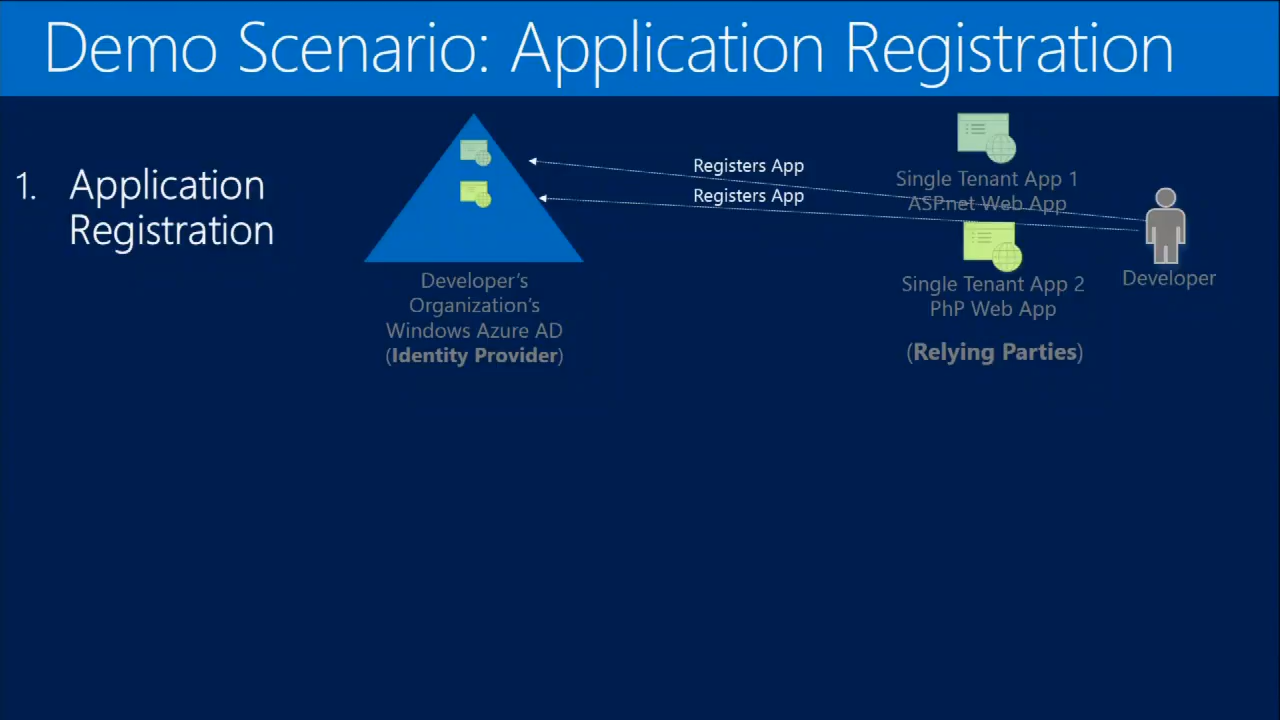 Demo Scenario: Application Registration
1. Application
Registration
Registers App
Registers App
Single Tenant App 1
ASP.net Web App
Single Tenant App 2
PhP Web App
(Relying Parties)
Developer
Developer's
Organization's
Windows Azure AD
(Identity Provider)